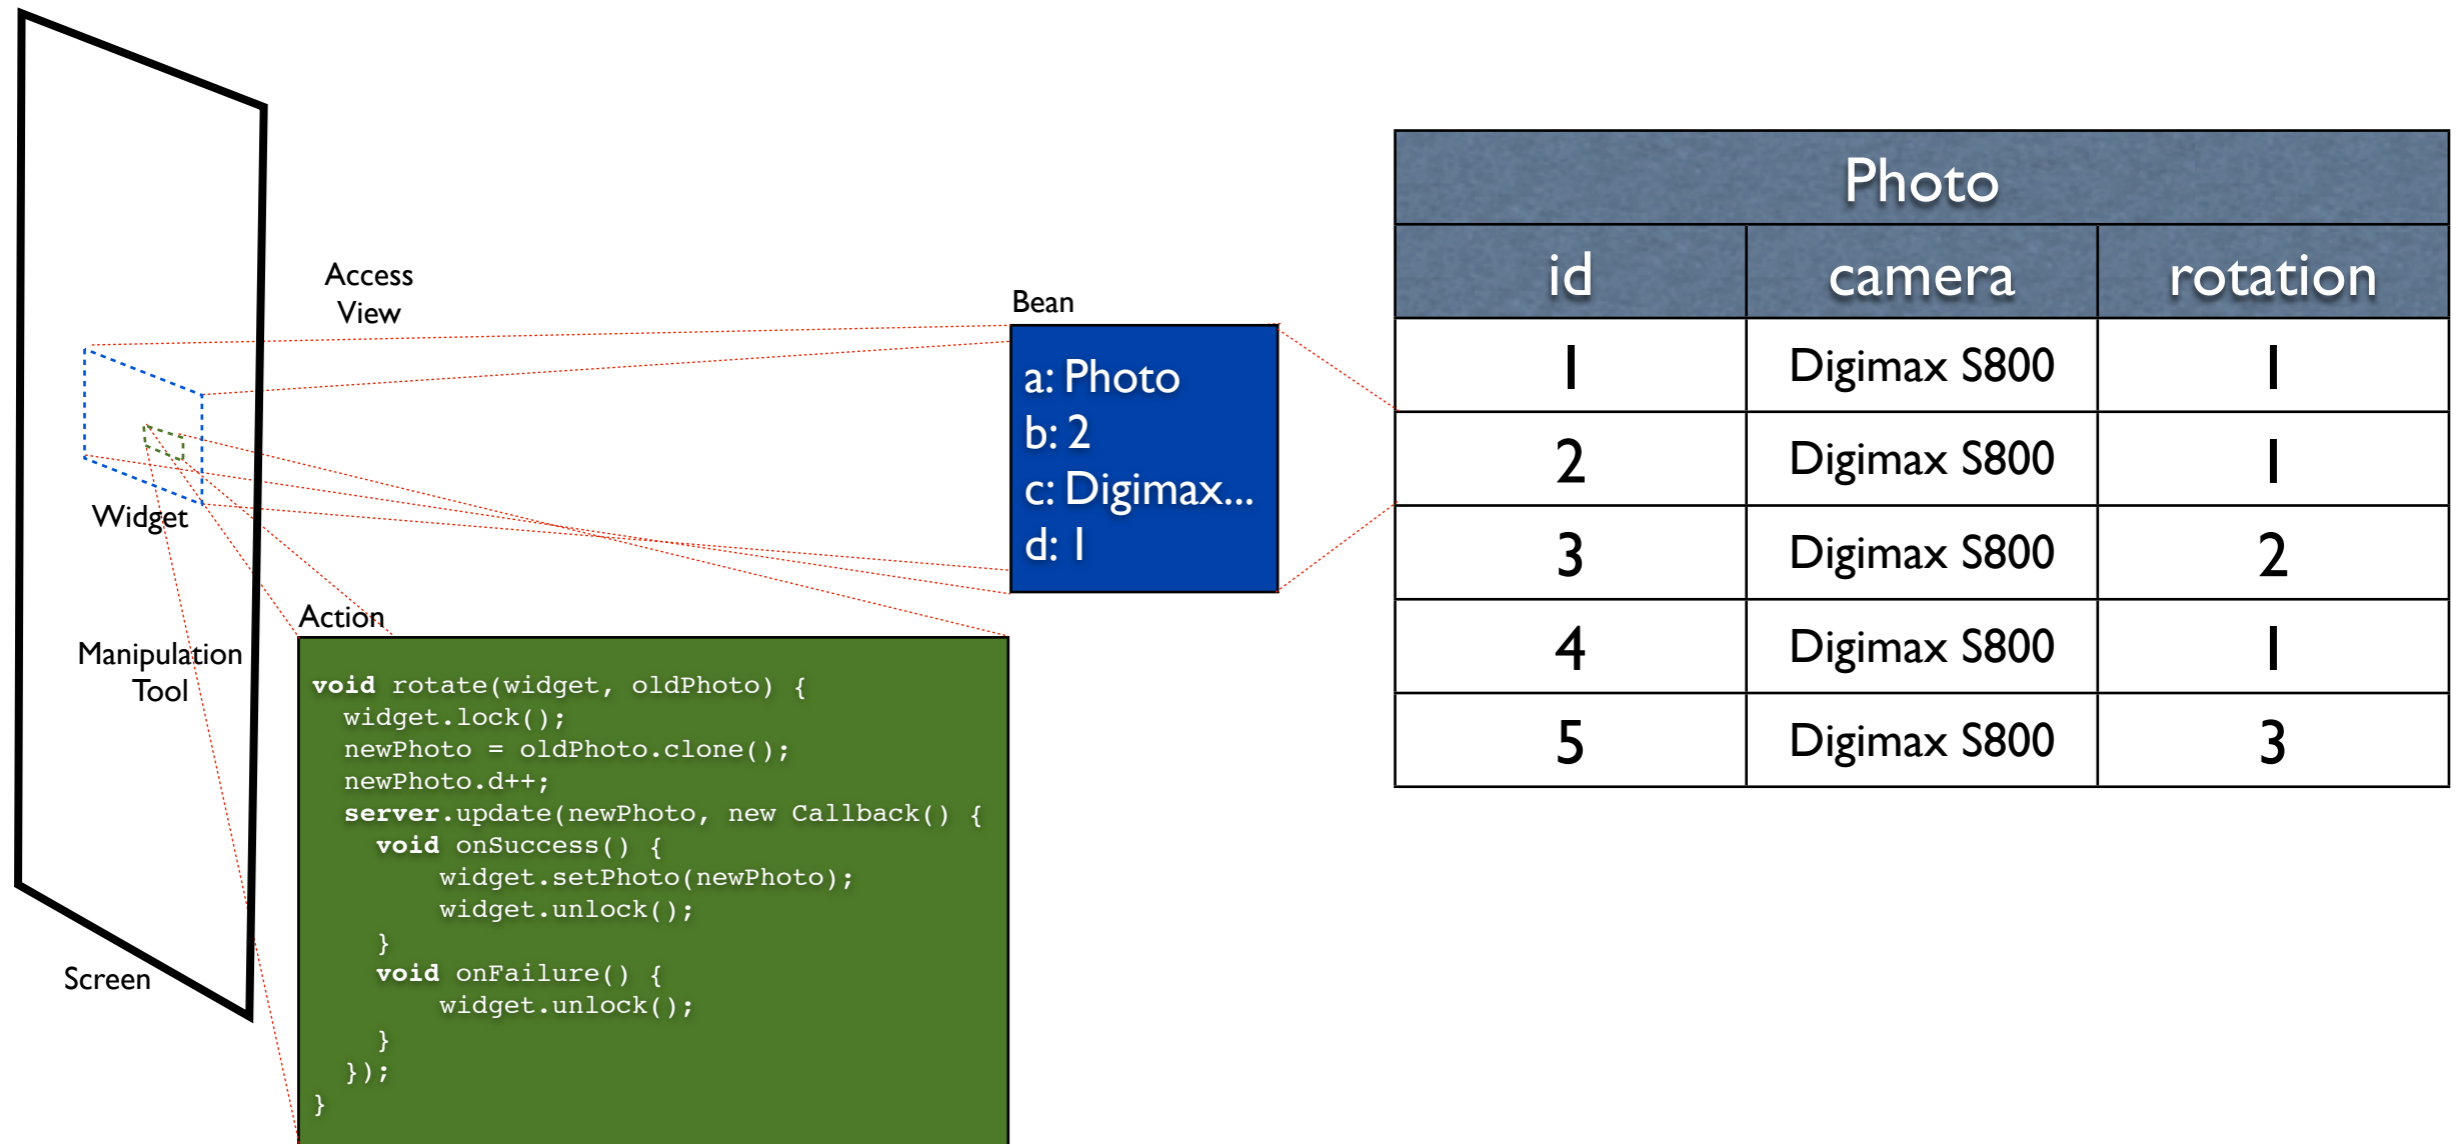 Access
View
Widget
Manipulation
Tool
Screen
Bean
a: Photo
b: 2
c: Digimax...
d: 1
Action
void rotate(widget, oldPhoto) {
  widget.lock();
  newPhoto = oldPhoto.clone();
  newPhoto.d++;
  server.update(newPhoto, new Callback() {
    void onSuccess() {
        widget.setPhoto(newPhoto);
        widget.unlock();
    }
    void onFailure() {
        widget.unlock();
    }
  });
}
Photo
id camera rotation
1 Digimax S800 1
2 Digimax S800 1
3 Digimax S800 2
4 Digimax S800 1
5 Digimax S800 3